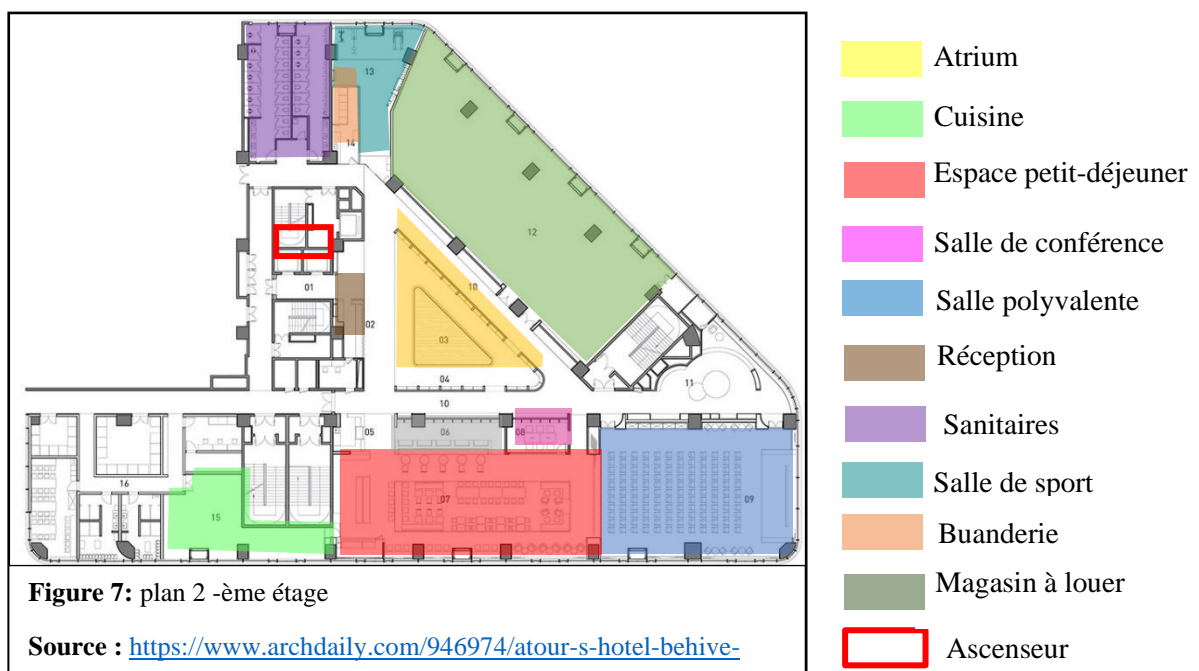 13
14
12
01
02
10
03
04
10
11
05
06
08
16
15
07
09
Figure 7: plan 2 -ème étage
Source : https://www.archdaily.com/946974/atour-s-hotel-behive-
Atrium
Cuisine
Espace petit-déjeuner
Salle de conférence
Salle polyvalente
Réception
Sanitaires
Salle de sport
Buanderie
Magasin à louer
Ascenseur